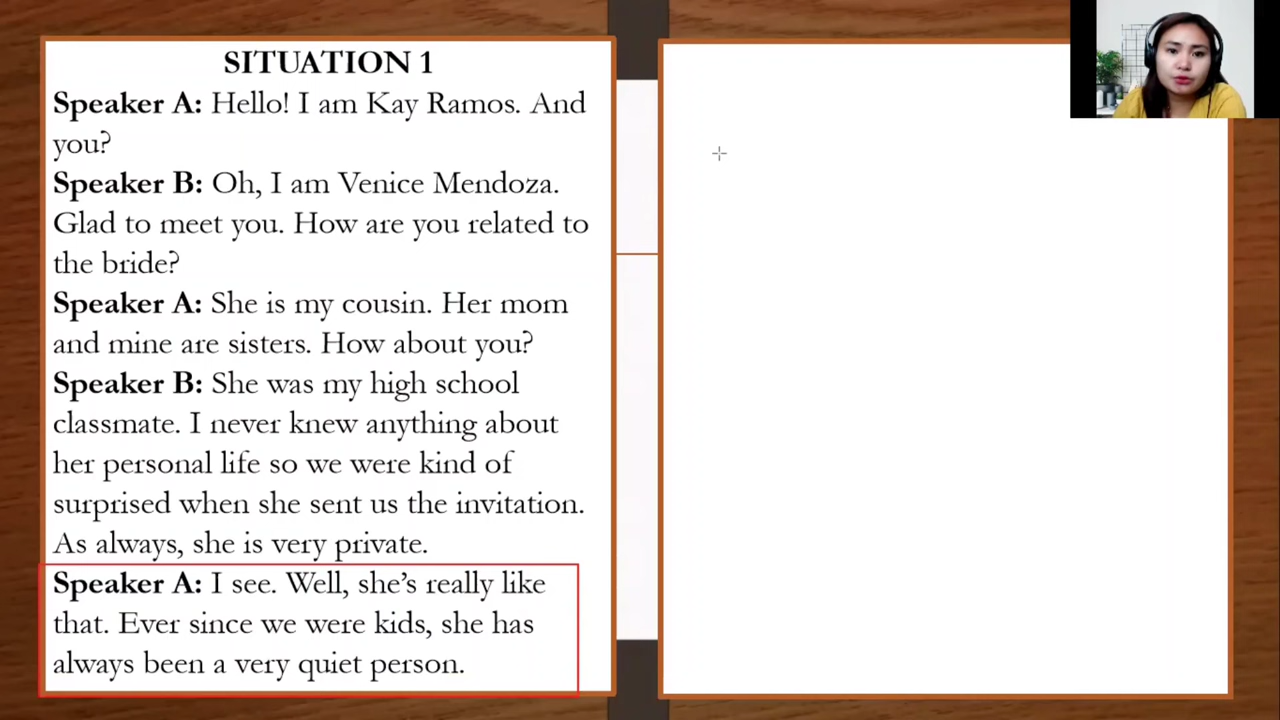 SITUATION 1
Speaker A: Hello! I am Kay Ramos. And
you?
Speaker B: Oh, I am Venice Mendoza.
Glad to meet you. How are you related to
the bride?
Speaker A: She is my cousin. Her mom
and mine are sisters. How about you?
Speaker B: She was my high school
classmate. I never knew anything about
her personal life so we were kind of
surprised when she sent us the invitation.
As always, she is very private.
Speaker A: I see. Well, she’s really like
that. Ever since we were kids, she has
always been a very quiet person.